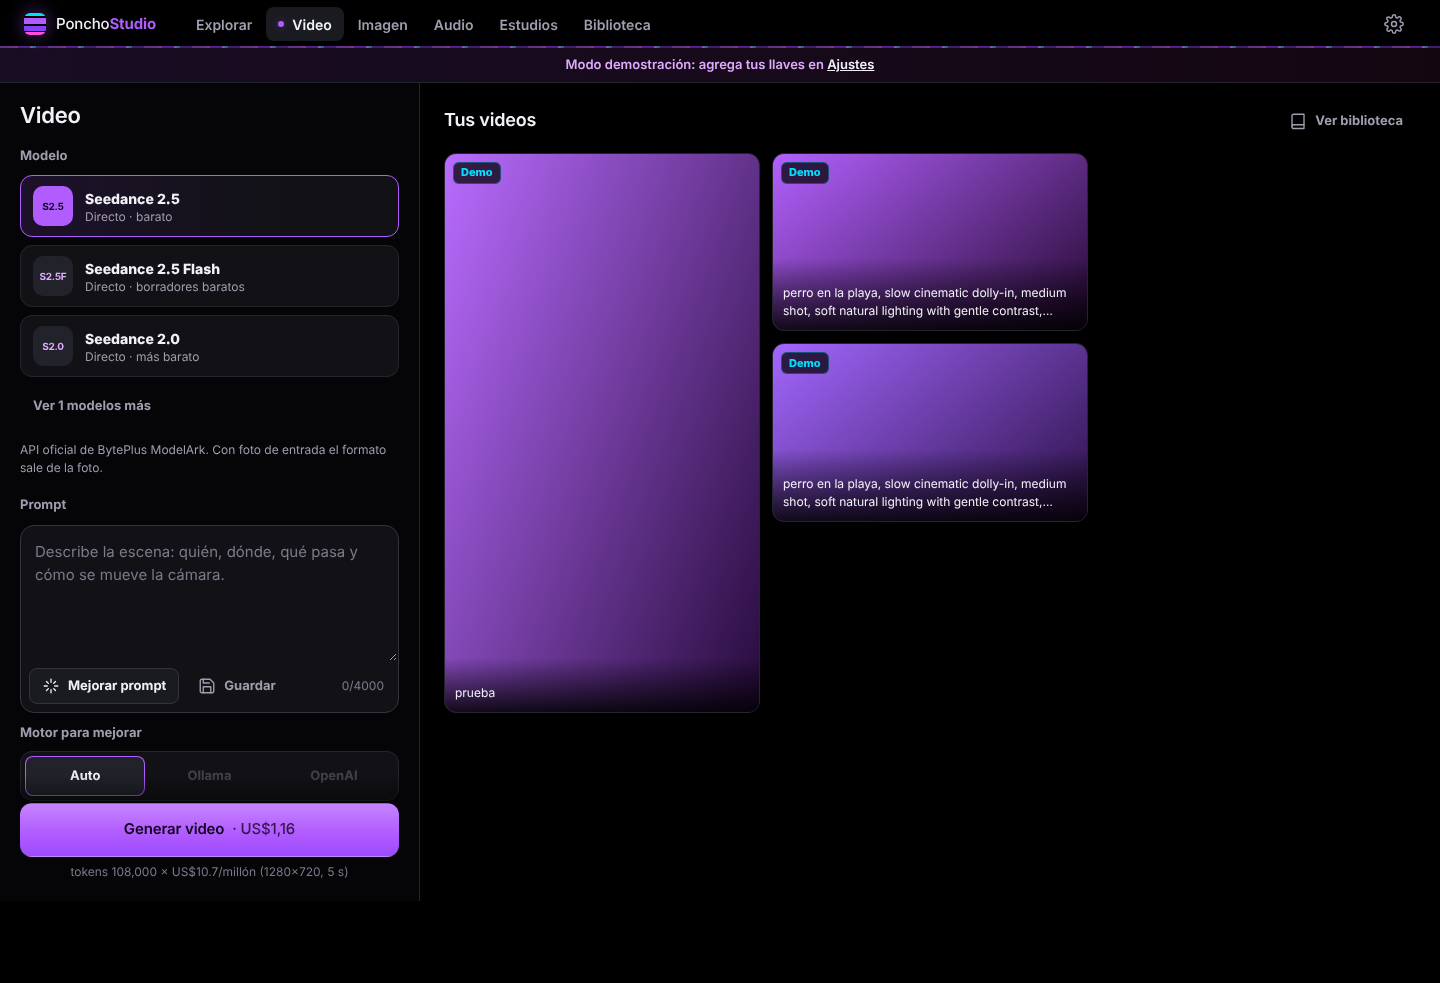 PonchoStudio
Explorar
Video
Imagen
Audio
Estudios
Biblioteca
Modo demostración: agrega tus llaves en Ajustes
Video
Modelo
S2.5
Seedance 2.5
Directo · barato
S2.5F
Seedance 2.5 Flash
Directo · borradores baratos
S2.0
Seedance 2.0
Directo · más barato
Ver 1 modelos más
API oficial de BytePlus ModelArk. Con foto de entrada el formato
sale de la foto.
Prompt
Describe la escena: quién, dónde, qué pasa y
cómo se mueve la cámara.
Mejorar prompt
Guardar
0/4000
Motor para mejorar
Auto
Ollama
OpenAI
Generar video · US$1,16
tokens 108,000 × US$10.7/millón (1280×720, 5 s)
Tus videos
Ver biblioteca
Demo
prueba
Demo
perro en la playa, slow cinematic dolly-in, medium
shot, soft natural lighting with gentle contrast,...
Demo
perro en la playa, slow cinematic dolly-in, medium
shot, soft natural lighting with gentle contrast,...